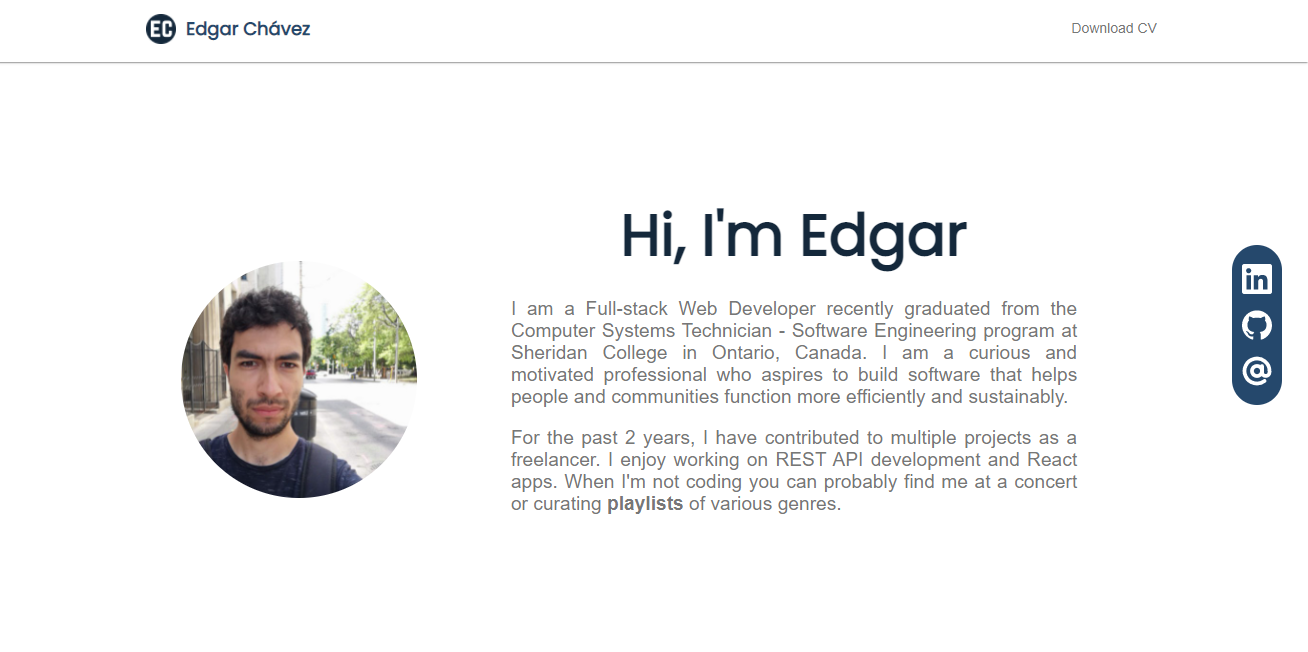 EC Edgar Chávez
Download CV
Hi, I'm Edgar
I am a Full-stack Web Developer recently graduated from the
Computer Systems Technician - Software Engineering program at
Sheridan College in Ontario, Canada. I am a curious and
motivated professional who aspires to build software that helps
people and communities function more efficiently and sustainably.
For the past 2 years, I have contributed to multiple projects as a
freelancer. I enjoy working on REST API development and React
apps. When I'm not coding you can probably find me at a concert
or curating playlists of various genres.
in
@